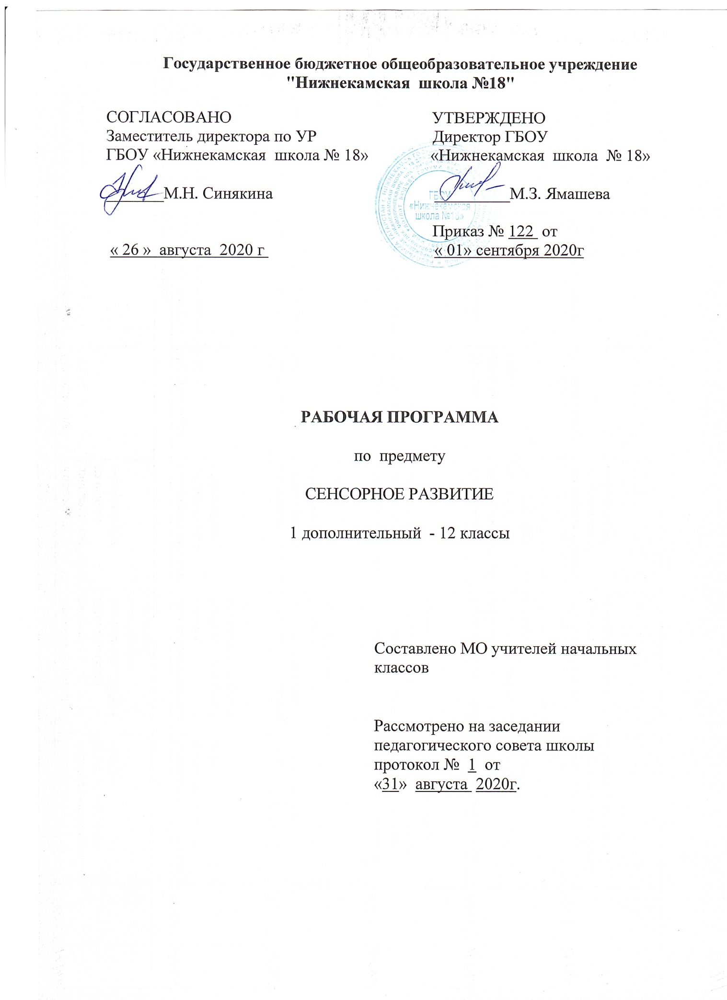 Государственное бюджетное общеобразовательное учреждение
"Нижнекамская школа №18"
СОГЛАСОВАНО
Заместитель директора по УР
ГБОУ «Нижнекамская школа № 18»
М.Н. Синякина
« 26 » августа 2020 г
УТВЕРЖДЕНО
Директор ГБОУ
«Нижнекамская школа № 18»
М.З. Ямашева
ГБОУ
«Нижнекамская
школа №18»
Приказ № 122 от
« 01» сентября 2020г
РАБОЧАЯ ПРОГРАММА
по предмету
СЕНСОРНОЕ РАЗВИТИЕ
1 дополнительный - 12 классы
Составлено МО учителей начальных
классов
Рассмотрено на заседании
педагогического совета школы
протокол № 1 от
«31» августа 2020г.